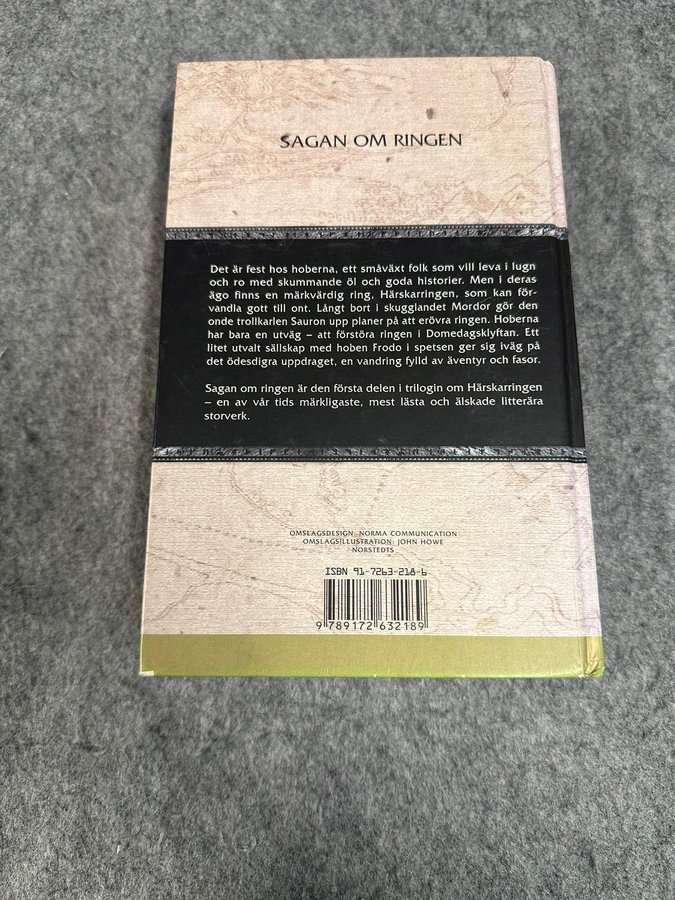 SAGAN OM RINGEN
Det är fest hos hoberna, ett småväxt folk som vill leva i lugn
och ro med skummande öl och goda historier. Men i deras
ägo finns en märkvärdig ring, Härskarringen, som kan för-
vandla gott till ont. Långt bort i skugglandet Mordor gör den
onde trollkarlen Sauron upp planer på att erövra ringen. Hoberna
har bara en utväg – att förstöra ringen i Domedagsklyftan. Ett
litet utvalt sällskap med hoben Frodo i spetsen ger sig iväg på
det ödesdigra uppdraget, en vandring fylld av äventyr och fasor.
Sagan om ringen är den första delen i trilogin om Härskarringen
– en av vår tids märkligaste, mest lästa och älskade litterära
storverk.
OMSLAGSDESIGN: NORMA COMMUNICATION
OMSLAGSILLUSTRATION: JOHN HOWE
NORSTEDTS
ISBN 91-7263-218-6
9 789172 632189